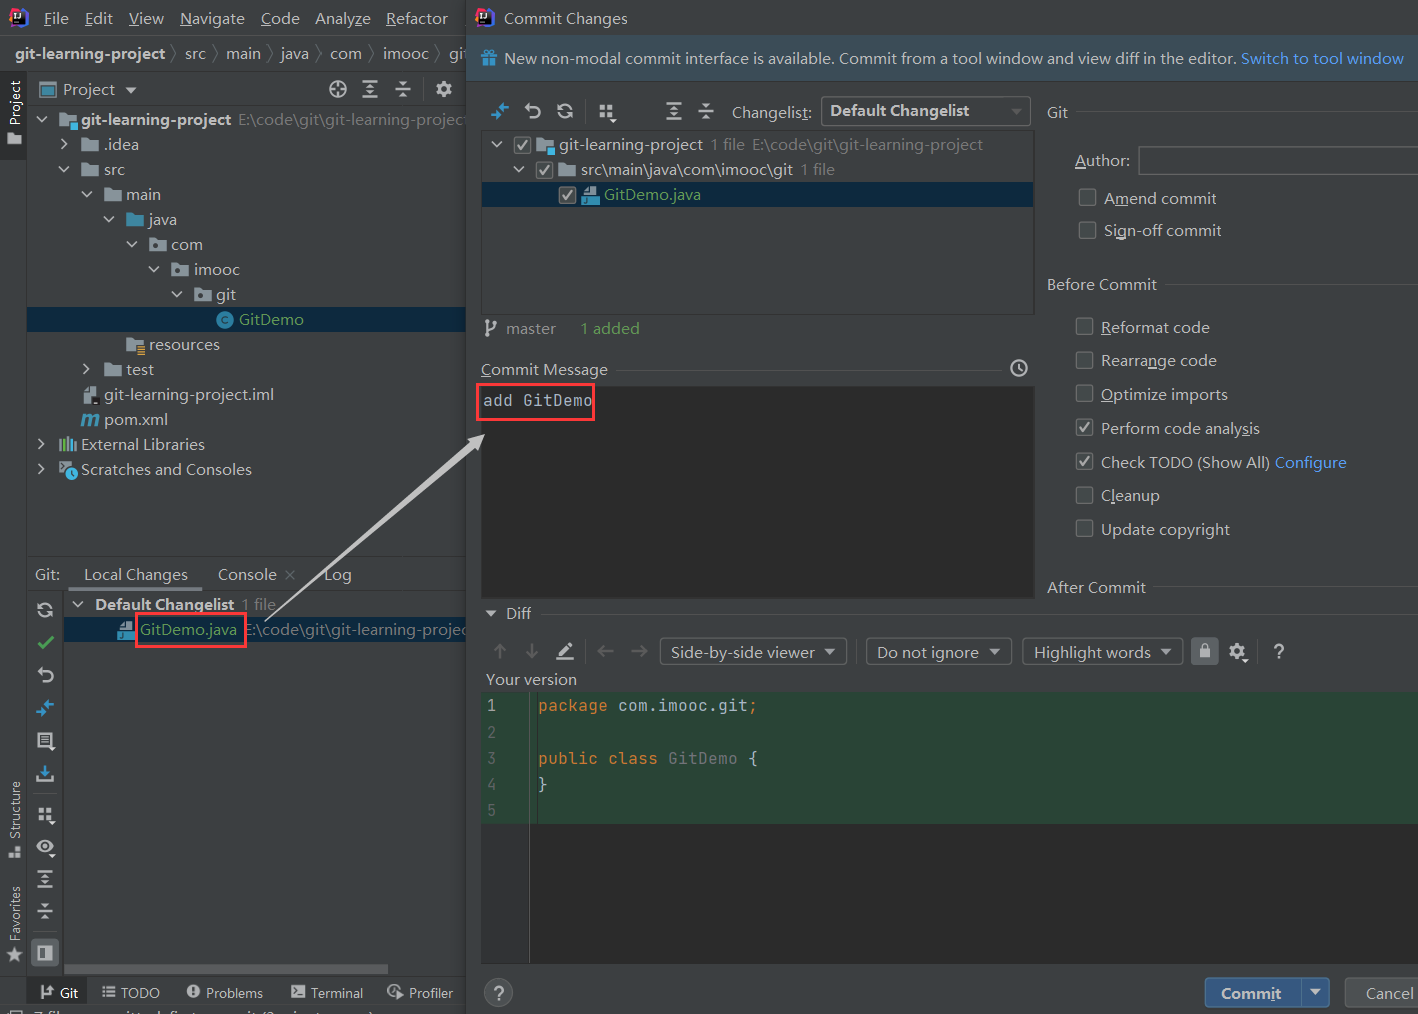 File Edit View Navigate Code Analyze Refactor
git-learning-project src main java com imooc
Project
Project
git-learning-project E:\code\git\git-learning-project
.idea
src
main
java
com
imooc
git
GitDemo
resources
test
git-learning-project.iml
pom.xml
External Libraries
Scratches and Consoles
Git: Local Changes Console Log
Default Changelist 1 file
GitDemo.java E:\code\git\git-learning-projec
Structure
Favorites
Git TODO Problems Terminal Profiler
Commit Changes
New non-modal commit interface is available. Commit from a tool window and view diff in the editor. Switch to tool window
Changelist: Default Changelist
git-learning-project 1 file E:\code\git\git-learning-project
src\main\java\com\imooc\git 1 file
GitDemo.java
master 1 added
Commit Message
add GitDemo
Git
Author:
Amend commit
Sign-off commit
Before Commit
Reformat code
Rearrange code
Optimize imports
Perform code analysis
Check TODO (Show All) Configure
Cleanup
Update copyright
After Commit
Diff
Side-by-side viewer Do not ignore Highlight words ?
Your version
1 package com.imooc.git;
2
3 public class GitDemo {
4 }
5
? Commit Cancel